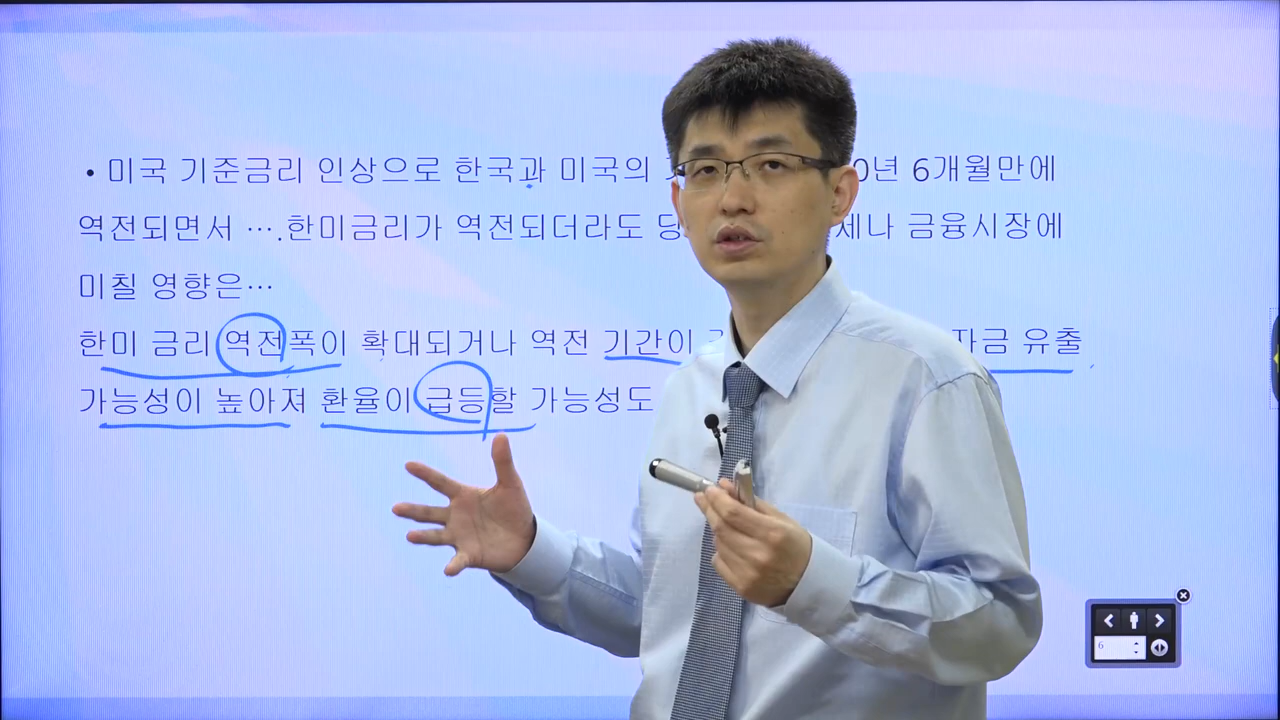 • 미국 기준금리 인상으로 한국과 미국의 0년 6개월만에
역전되면서 ….한미금리가 역전되더라도 세나 금융시장에
미칠 영향은…
한미 금리 역전폭이 확대되거나 역전 기간이 자금 유출
가능성이 높아져 환율이 급등할 가능성도
6